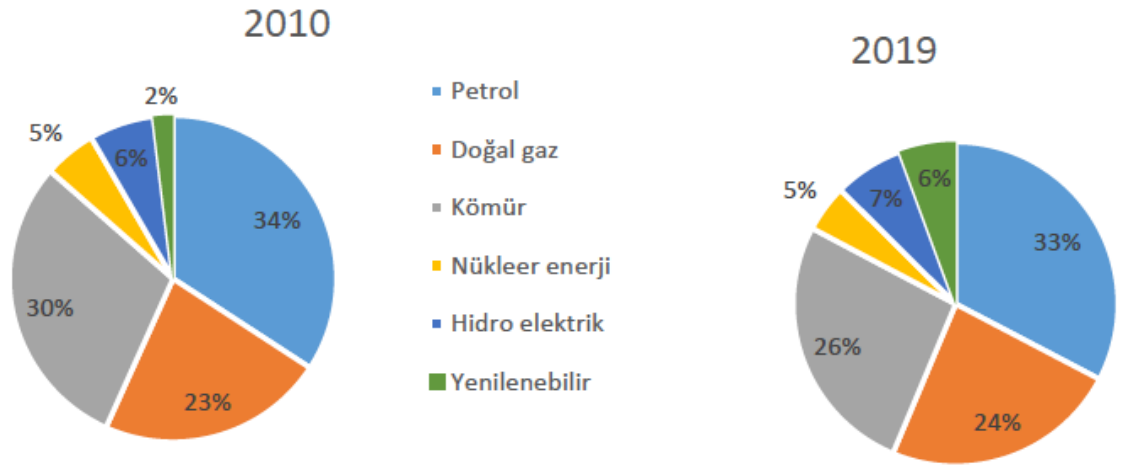 2010
2%
5%
6%
34%
30%
23%
Petrol
Doğal gaz
Kömür
Nükleer enerji
Hidro elektrik
Yenilenebilir
2019
6%
5%
7%
33%
26%
24%